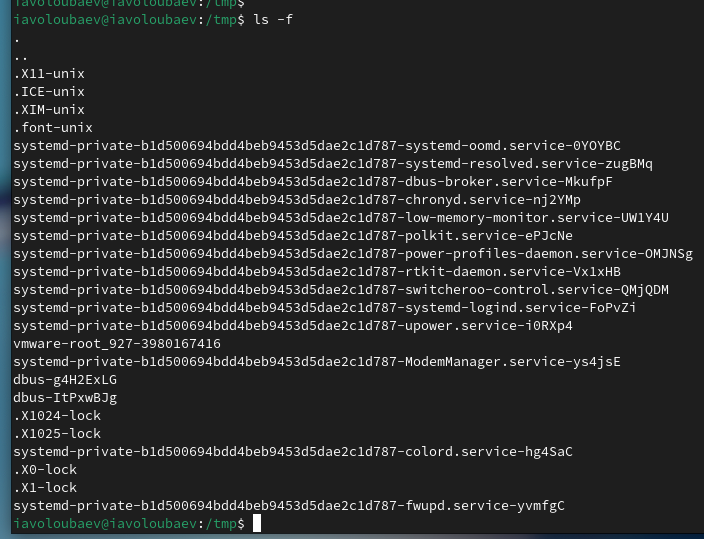 iavoloubaev@iavoloubaev:/tmp$
iavoloubaev@iavoloubaev:/tmp$ ls -f
.
..
.X11-unix
.ICE-unix
.XIM-unix
.font-unix
systemd-private-b1d500694bdd4beb9453d5dae2c1d787-systemd-oomd.service-0YOYBC
systemd-private-b1d500694bdd4beb9453d5dae2c1d787-systemd-resolved.service-zugBMq
systemd-private-b1d500694bdd4beb9453d5dae2c1d787-dbus-broker.service-MkufpF
systemd-private-b1d500694bdd4beb9453d5dae2c1d787-chronyd.service-nj2YMp
systemd-private-b1d500694bdd4beb9453d5dae2c1d787-low-memory-monitor.service-UW1Y4U
systemd-private-b1d500694bdd4beb9453d5dae2c1d787-polkit.service-ePJcNe
systemd-private-b1d500694bdd4beb9453d5dae2c1d787-power-profiles-daemon.service-OMJNSg
systemd-private-b1d500694bdd4beb9453d5dae2c1d787-rtkit-daemon.service-Vx1xHB
systemd-private-b1d500694bdd4beb9453d5dae2c1d787-switcheroo-control.service-QMjQDM
systemd-private-b1d500694bdd4beb9453d5dae2c1d787-systemd-logind.service-FoPvZi
systemd-private-b1d500694bdd4beb9453d5dae2c1d787-upower.service-i0RXp4
vmware-root_927-3980167416
systemd-private-b1d500694bdd4beb9453d5dae2c1d787-ModemManager.service-ys4jsE
dbus-g4H2ExLG
dbus-ItPxwBJg
.X1024-lock
.X1025-lock
systemd-private-b1d500694bdd4beb9453d5dae2c1d787-colord.service-hg4SaC
.X0-lock
.X1-lock
systemd-private-b1d500694bdd4beb9453d5dae2c1d787-fwupd.service-yvmfgC
iavoloubaev@iavoloubaev:/tmp$